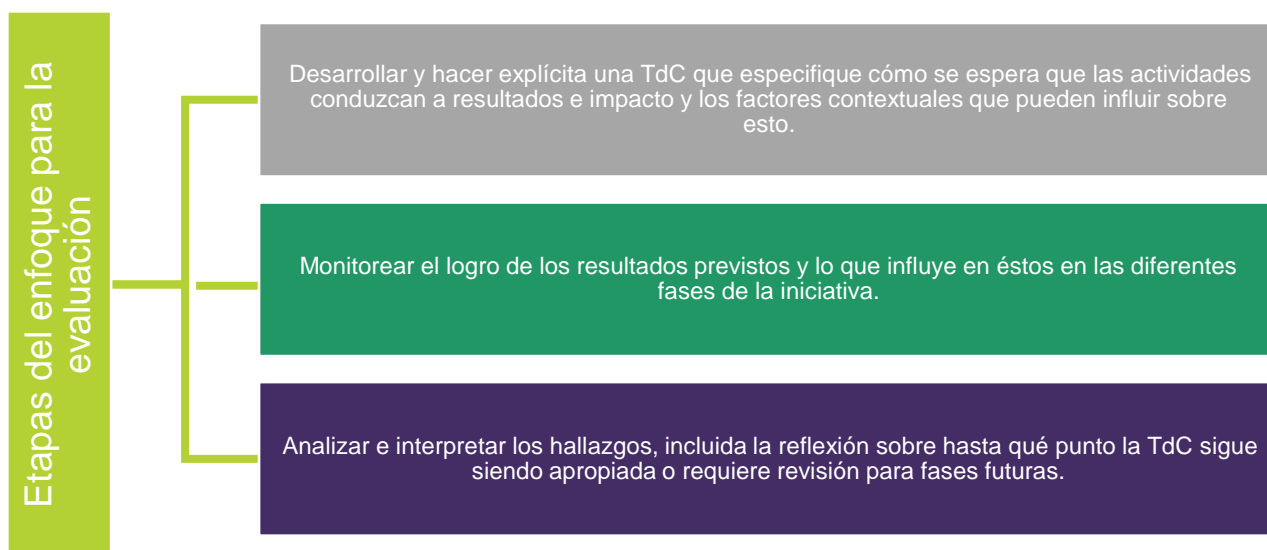 Etapas del enfoque para la
evaluación
Desarrollar y hacer explícita una TdC que especifique cómo se espera que las actividades
conduzcan a resultados e impacto y los factores contextuales que pueden influir sobre
esto.
Monitorear el logro de los resultados previstos y lo que influye en éstos en las diferentes
fases de la iniciativa.
Analizar e interpretar los hallazgos, incluida la reflexión sobre hasta qué punto la TdC sigue
siendo apropiada o requiere revisión para fases futuras.